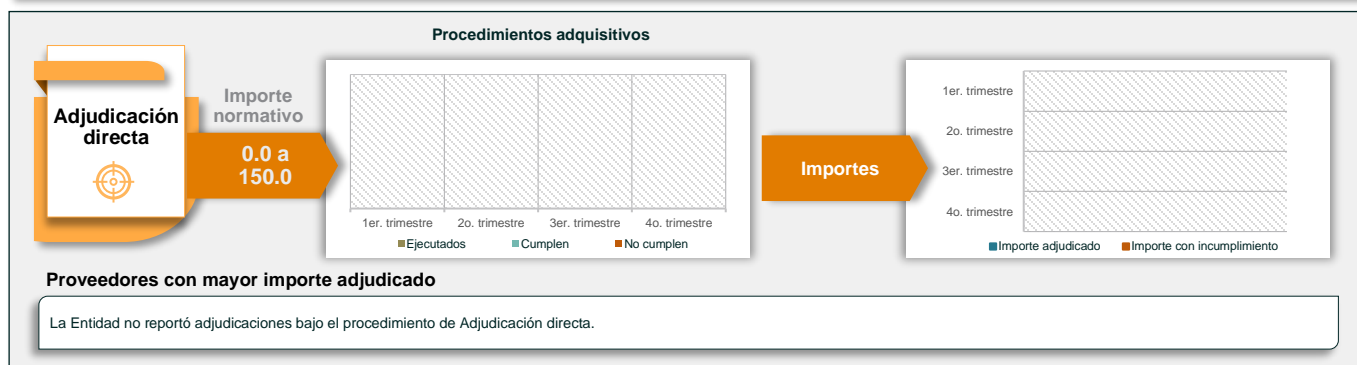 Procedimientos adquisitivos
Adjudicación
directa
Importe
normativo
0.0 a
150.0
1er. trimestre
2o. trimestre
3er. trimestre
4o. trimestre
Ejecutados
Cumplen
No cumplen
Importes
1er. trimestre
2o. trimestre
3er. trimestre
4o. trimestre
Importe adjudicado
Importe con incumplimiento
Proveedores con mayor importe adjudicado
La Entidad no reportó adjudicaciones bajo el procedimiento de Adjudicación directa.